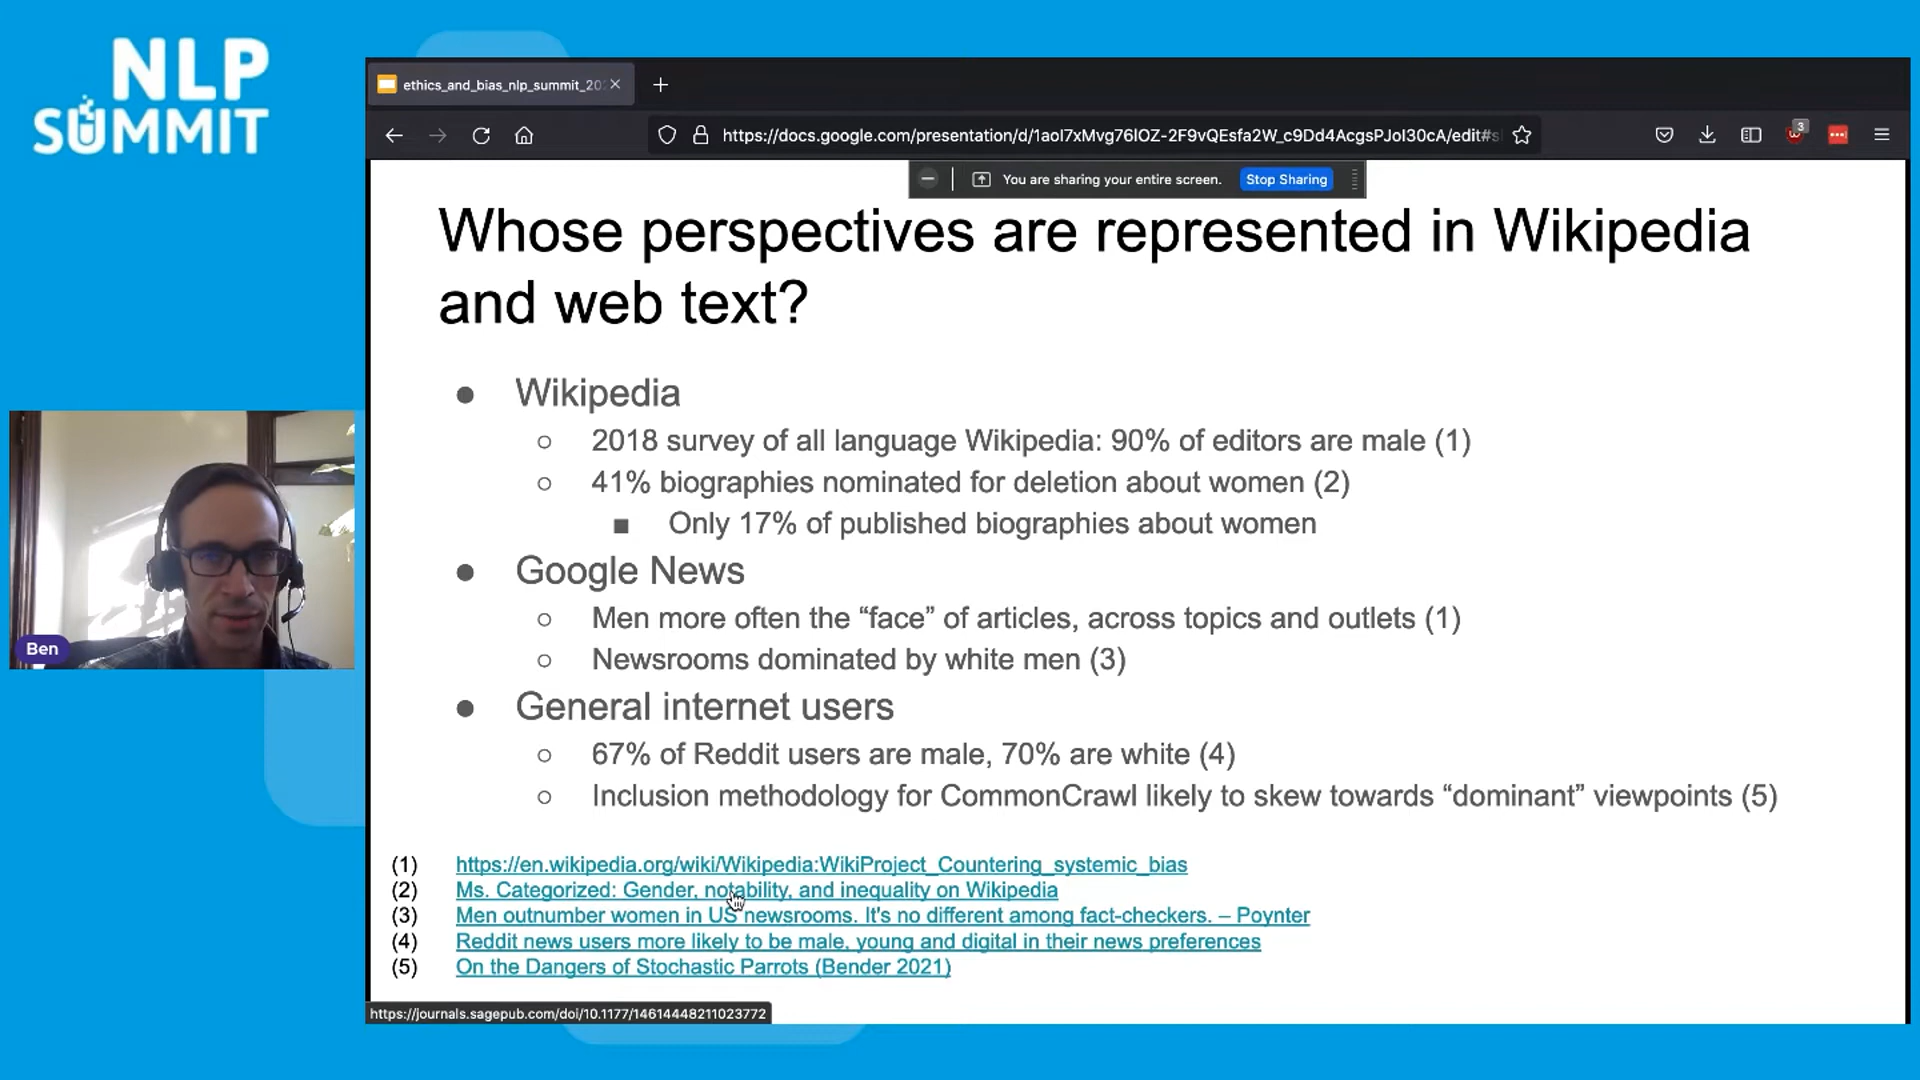 NLP
SUMMIT
ethics_and_bias_nlp_summit_20
https://docs.google.com/presentation/d/1aoI7xMvg76lOZ-2F9vQEsfa2W_c9Dd4AcgsPJoI30cA/edit#s
3
You are sharing your entire screen. Stop Sharing
Whose perspectives are represented in Wikipedia
and web text?
● Wikipedia
○ 2018 survey of all language Wikipedia: 90% of editors are male (1)
○ 41% biographies nominated for deletion about women (2)
■ Only 17% of published biographies about women
● Google News
○ Men more often the “face” of articles, across topics and outlets (1)
○ Newsrooms dominated by white men (3)
● General internet users
○ 67% of Reddit users are male, 70% are white (4)
○ Inclusion methodology for CommonCrawl likely to skew towards “dominant” viewpoints (5)
(1) https://en.wikipedia.org/wiki/Wikipedia:WikiProject_Countering_systemic_bias
(2) Ms. Categorized: Gender, notability, and inequality on Wikipedia
(3) Men outnumber women in US newsrooms. It's no different among fact-checkers. – Poynter
(4) Reddit news users more likely to be male, young and digital in their news preferences
(5) On the Dangers of Stochastic Parrots (Bender 2021)
https://journals.sagepub.com/doi/10.1177/14614448211023772
Ben